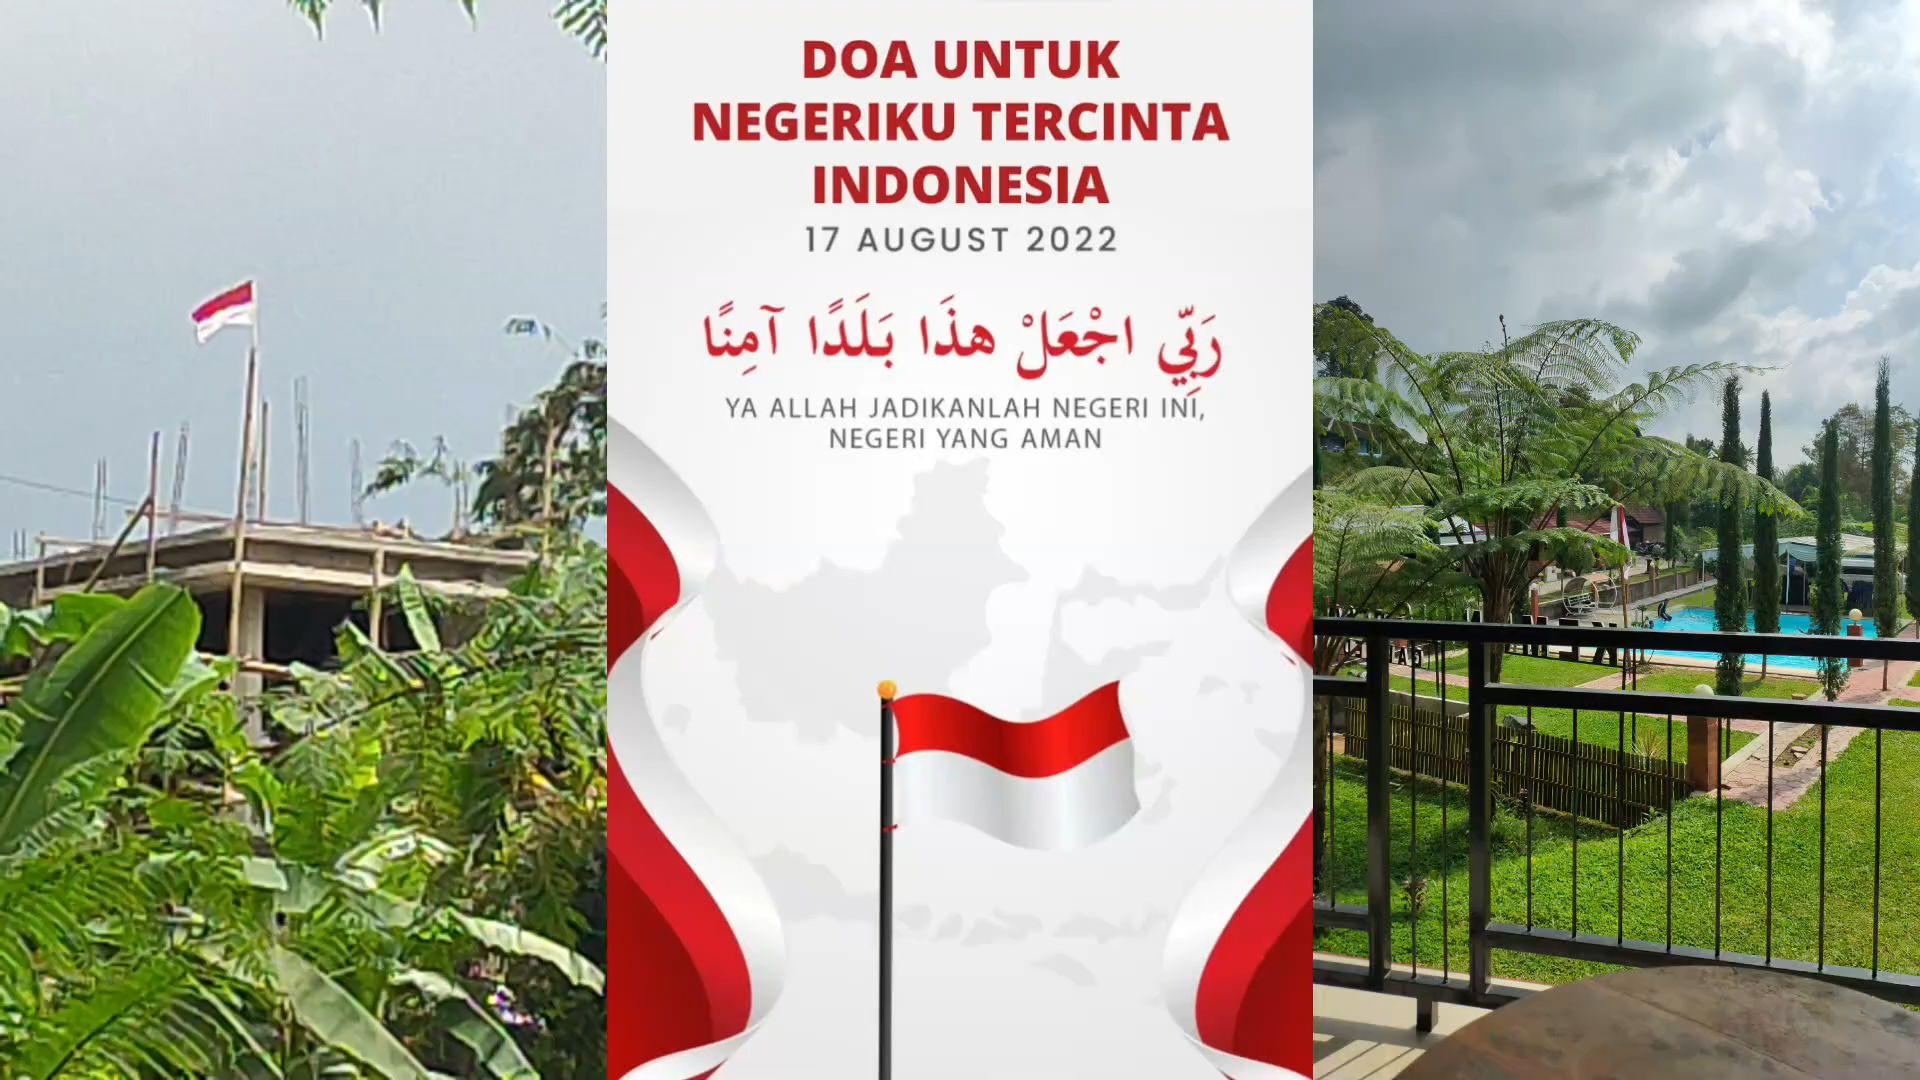 DOA UNTUK
NEGERIKU TERCINTA
INDONESIA
17 AUGUST 2022
رَبِّي اجْعَلْ هذَا بَلَدًا آمِنًا
YA ALLAH JADIKANLAH NEGERI INI,
NEGERI YANG AMAN